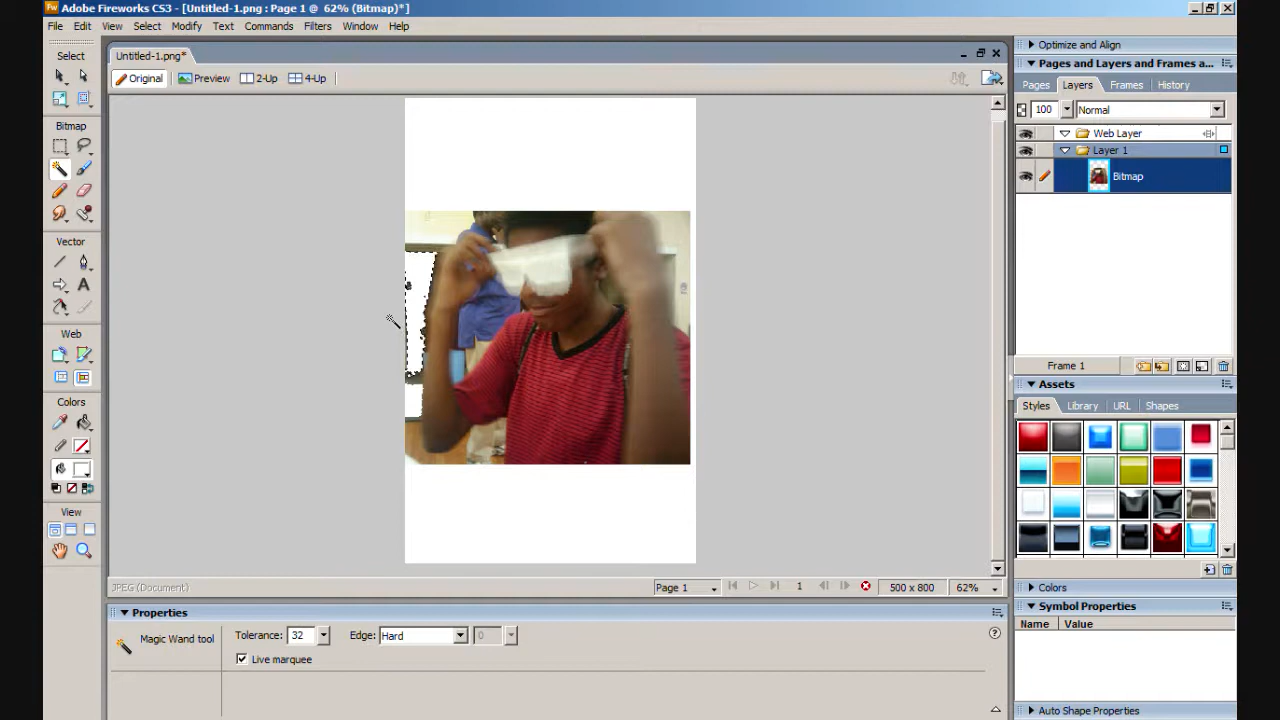 Adobe Fireworks CS3 - [Untitled-1.png : Page 1 @ 62% (Bitmap)*]
File Edit View Select Modify Text Commands Filters Window Help
Select
Bitmap
Vector
Web
Colors
View
Untitled-1.png*
Original Preview 2-Up 4-Up
JPEG (Document)
Page 1
1
500 x 800
62%
Properties
Magic Wand tool
Tolerance: 32
Edge: Hard
0
Live marquee
Optimize and Align
Pages and Layers and Frames a...
Pages Layers Frames History
100 Normal
Web Layer
Layer 1
Bitmap
Frame 1
Assets
Styles Library URL Shapes
Colors
Symbol Properties
Name Value
Auto Shape Properties